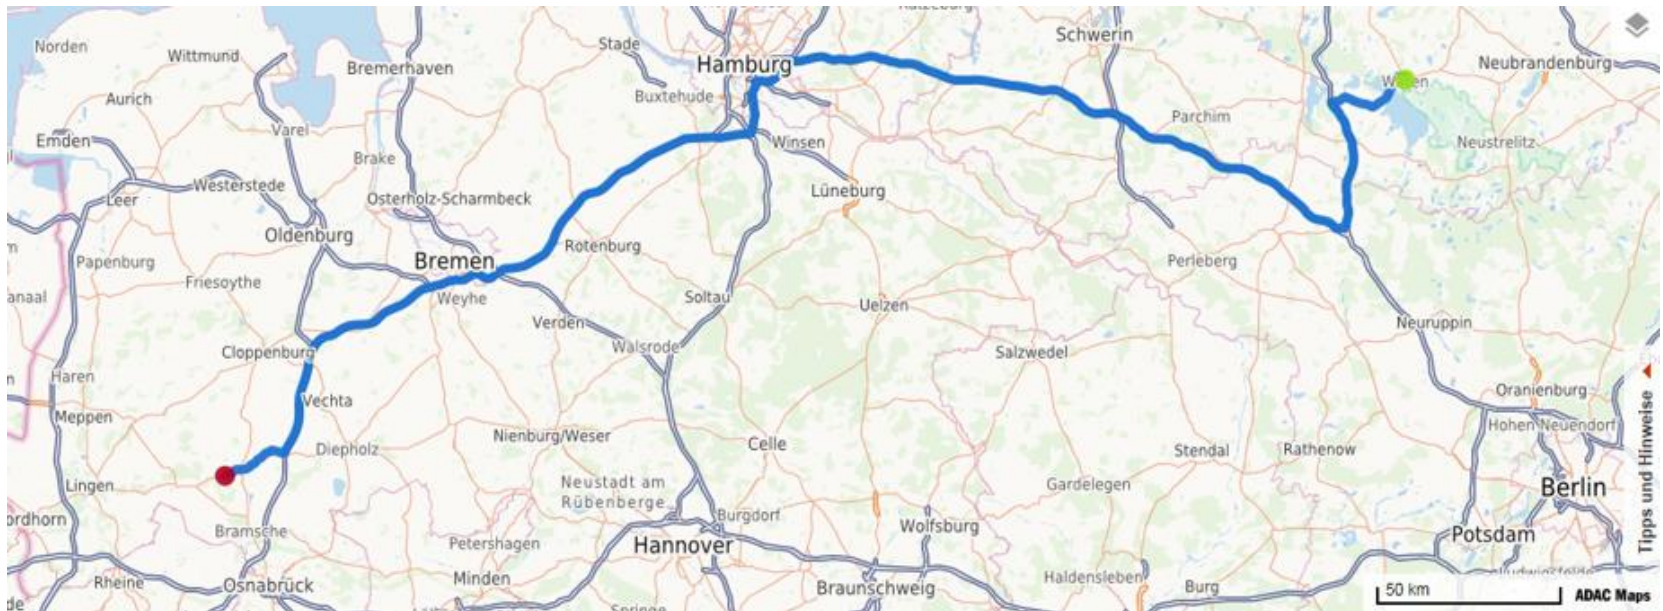 Norden
Wittmund
Stade
Schwerin
Bremerhaven
Hamburg
Neubrandenburg
Aurich
Buxtehude
Parchim
Emden
Varel
Winsen
Neustrelitz
Brake
Westerstede
Lüneburg
Leer
Osterholz-Scharmbeck
Oldenburg
Rotenburg
Papenburg
Bremen
Perleberg
Friesoythe
anaal
Weyhe
Soltau
Uelzen
Verden
Neuruppin
Cloppenburg
Walsrode
Salzwedel
Haren
Oranienburg
Vechta
Meppen
Hohen Neuendorf
Nienburg/Weser
Celle
Diepholz
Stendal
Rathenow
Lingen
Neustadt am
Rübenberge
Gardelegen
Berlin
ordhorn
Burgdorf
Bramsche
Wolfsburg
Potsdam
Petershagen
Hannover
Tipps und Hinweise
Rheine
Osnabrück
Minden
Braunschweig
Haldensleben
Burg
50 km
ADAC Maps